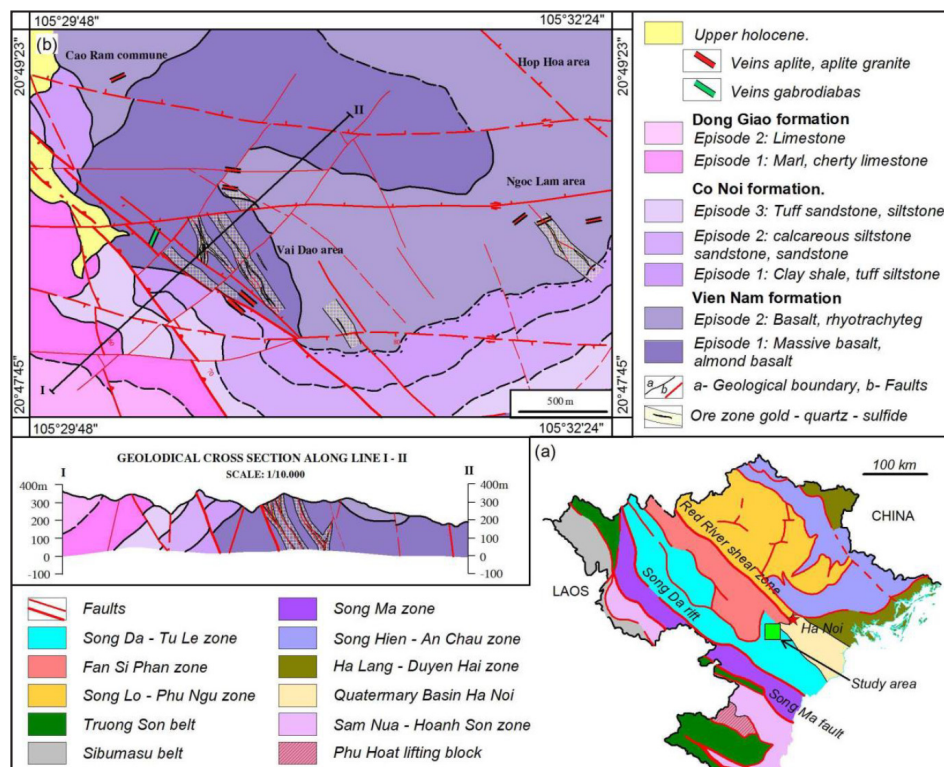 105°29'48"
105°32'24"
(b)
Cao Ram commune
Hop Hoa area
II
20°49'23"
20°49'23"
Ngoc Lam area
Vai Dao area
I
20°47'45"
20°47'45"
500 m
105°29'48"
105°32'24"
Upper holocene.
Veins aplite, aplite granite
Veins gabrodiabas
Dong Giao formation
Episode 2: Limestone
Episode 1: Marl, cherty limestone
Co Noi formation.
Episode 3: Tuff sandstone, siltstone
Episode 2: calcareous siltstone
sandstone, sandstone
Episode 1: Clay shale, tuff siltstone
Vien Nam formation
Episode 2: Basalt, rhyotrachyteg
Episode 1: Massive basalt,
almond basalt
a b
a- Geological boundary, b- Faults
Ore zone gold - quartz - sulfide
GEOLODICAL CROSS SECTION ALONG LINE I - II
SCALE: 1/10.000
I
II
400m
300
200
100
0
-100
400m
300
200
100
0
-100
Faults
Song Da - Tu Le zone
Fan Si Phan zone
Song Lo - Phu Ngu zone
Truong Son belt
Sibumasu belt
Song Ma zone
Song Hien - An Chau zone
Ha Lang - Duyen Hai zone
Quaternary Basin Ha Noi
Sam Nua - Hoanh Son zone
Phu Hoat lifting block
(a)
100 km
CHINA
Red River shear zone
LAOS
Song Da rift
Ha Noi
Study area
Song Ma fault